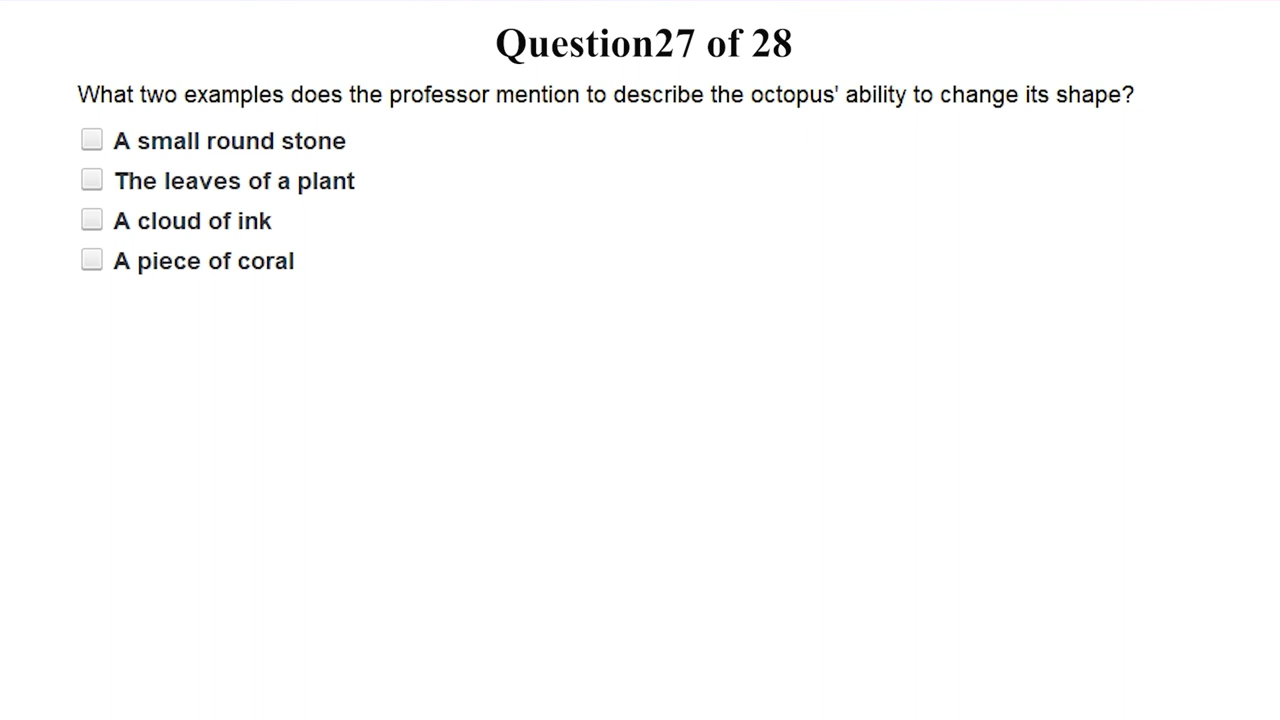 Question27 of 28
What two examples does the professor mention to describe the octopus' ability to change its shape?
A small round stone
The leaves of a plant
A cloud of ink
A piece of coral